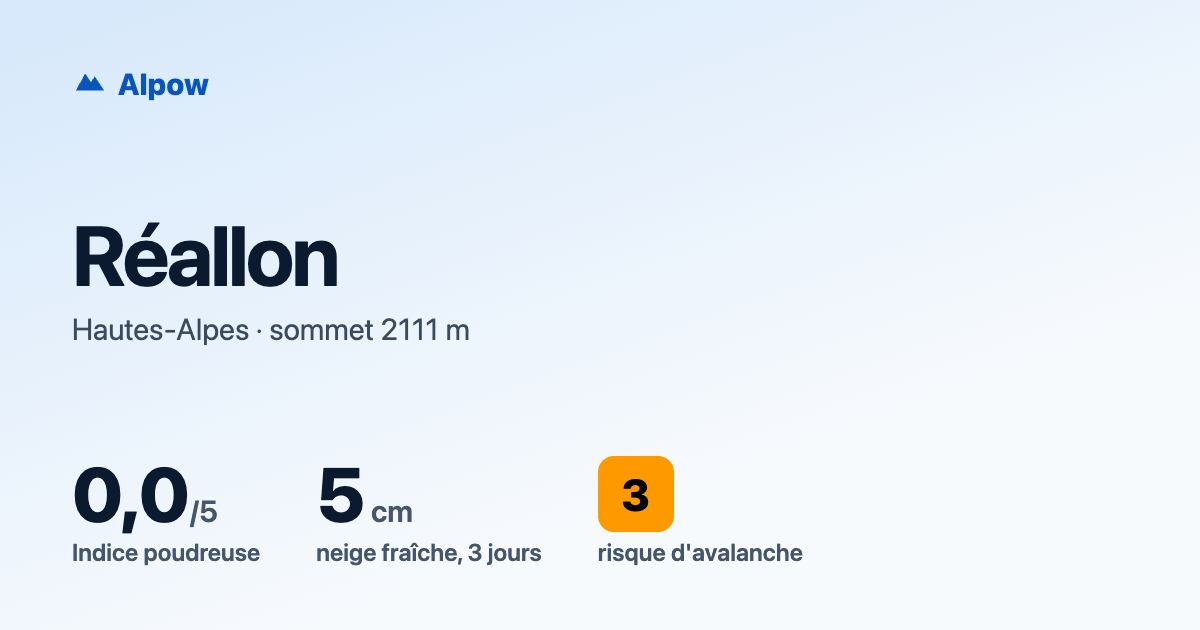 Alpow
Réallon
Hautes-Alpes · sommet 2111 m
0,0/5
Indice poudreuse
5 cm
neige fraîche, 3 jours
3
risque d'avalanche